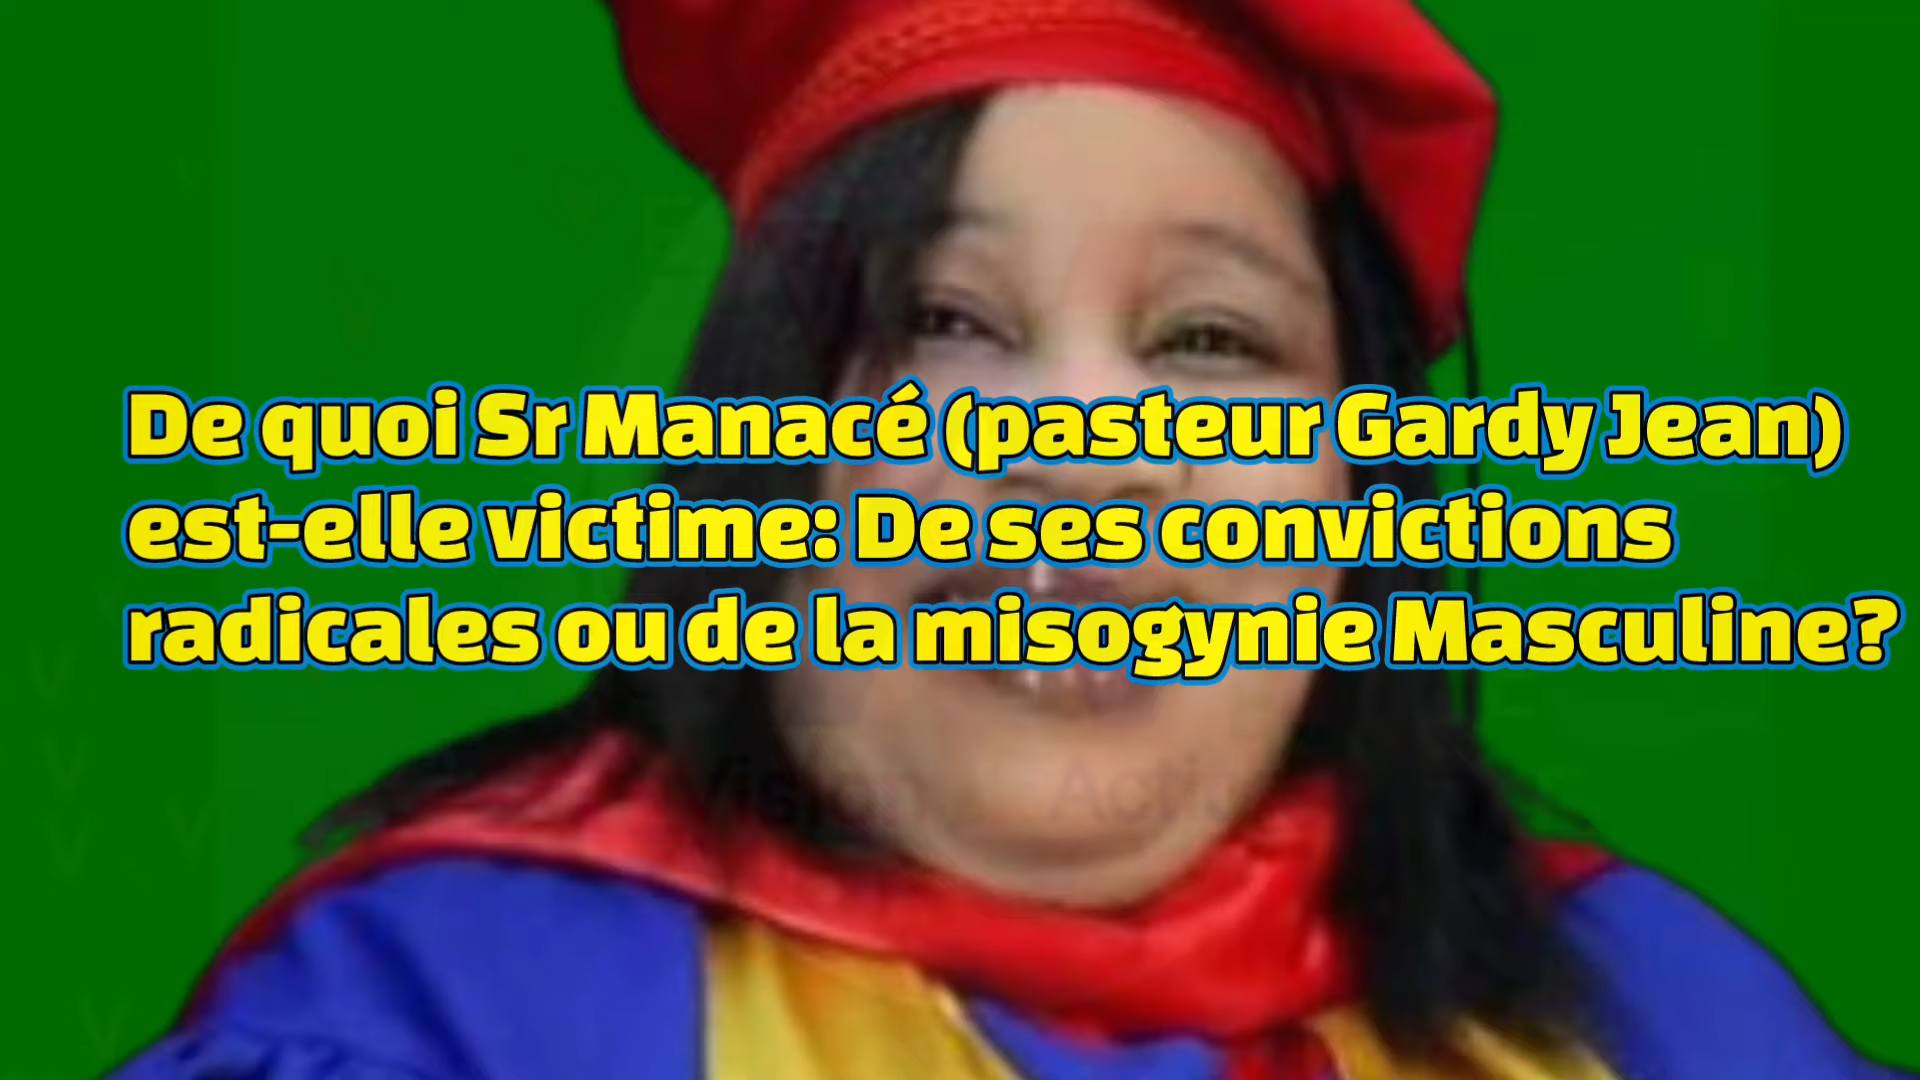 De quoi Sr Manacé (pasteur Gardy Jean)
est-elle victime: De ses convictions
radicales ou de la misogynie Masculine?